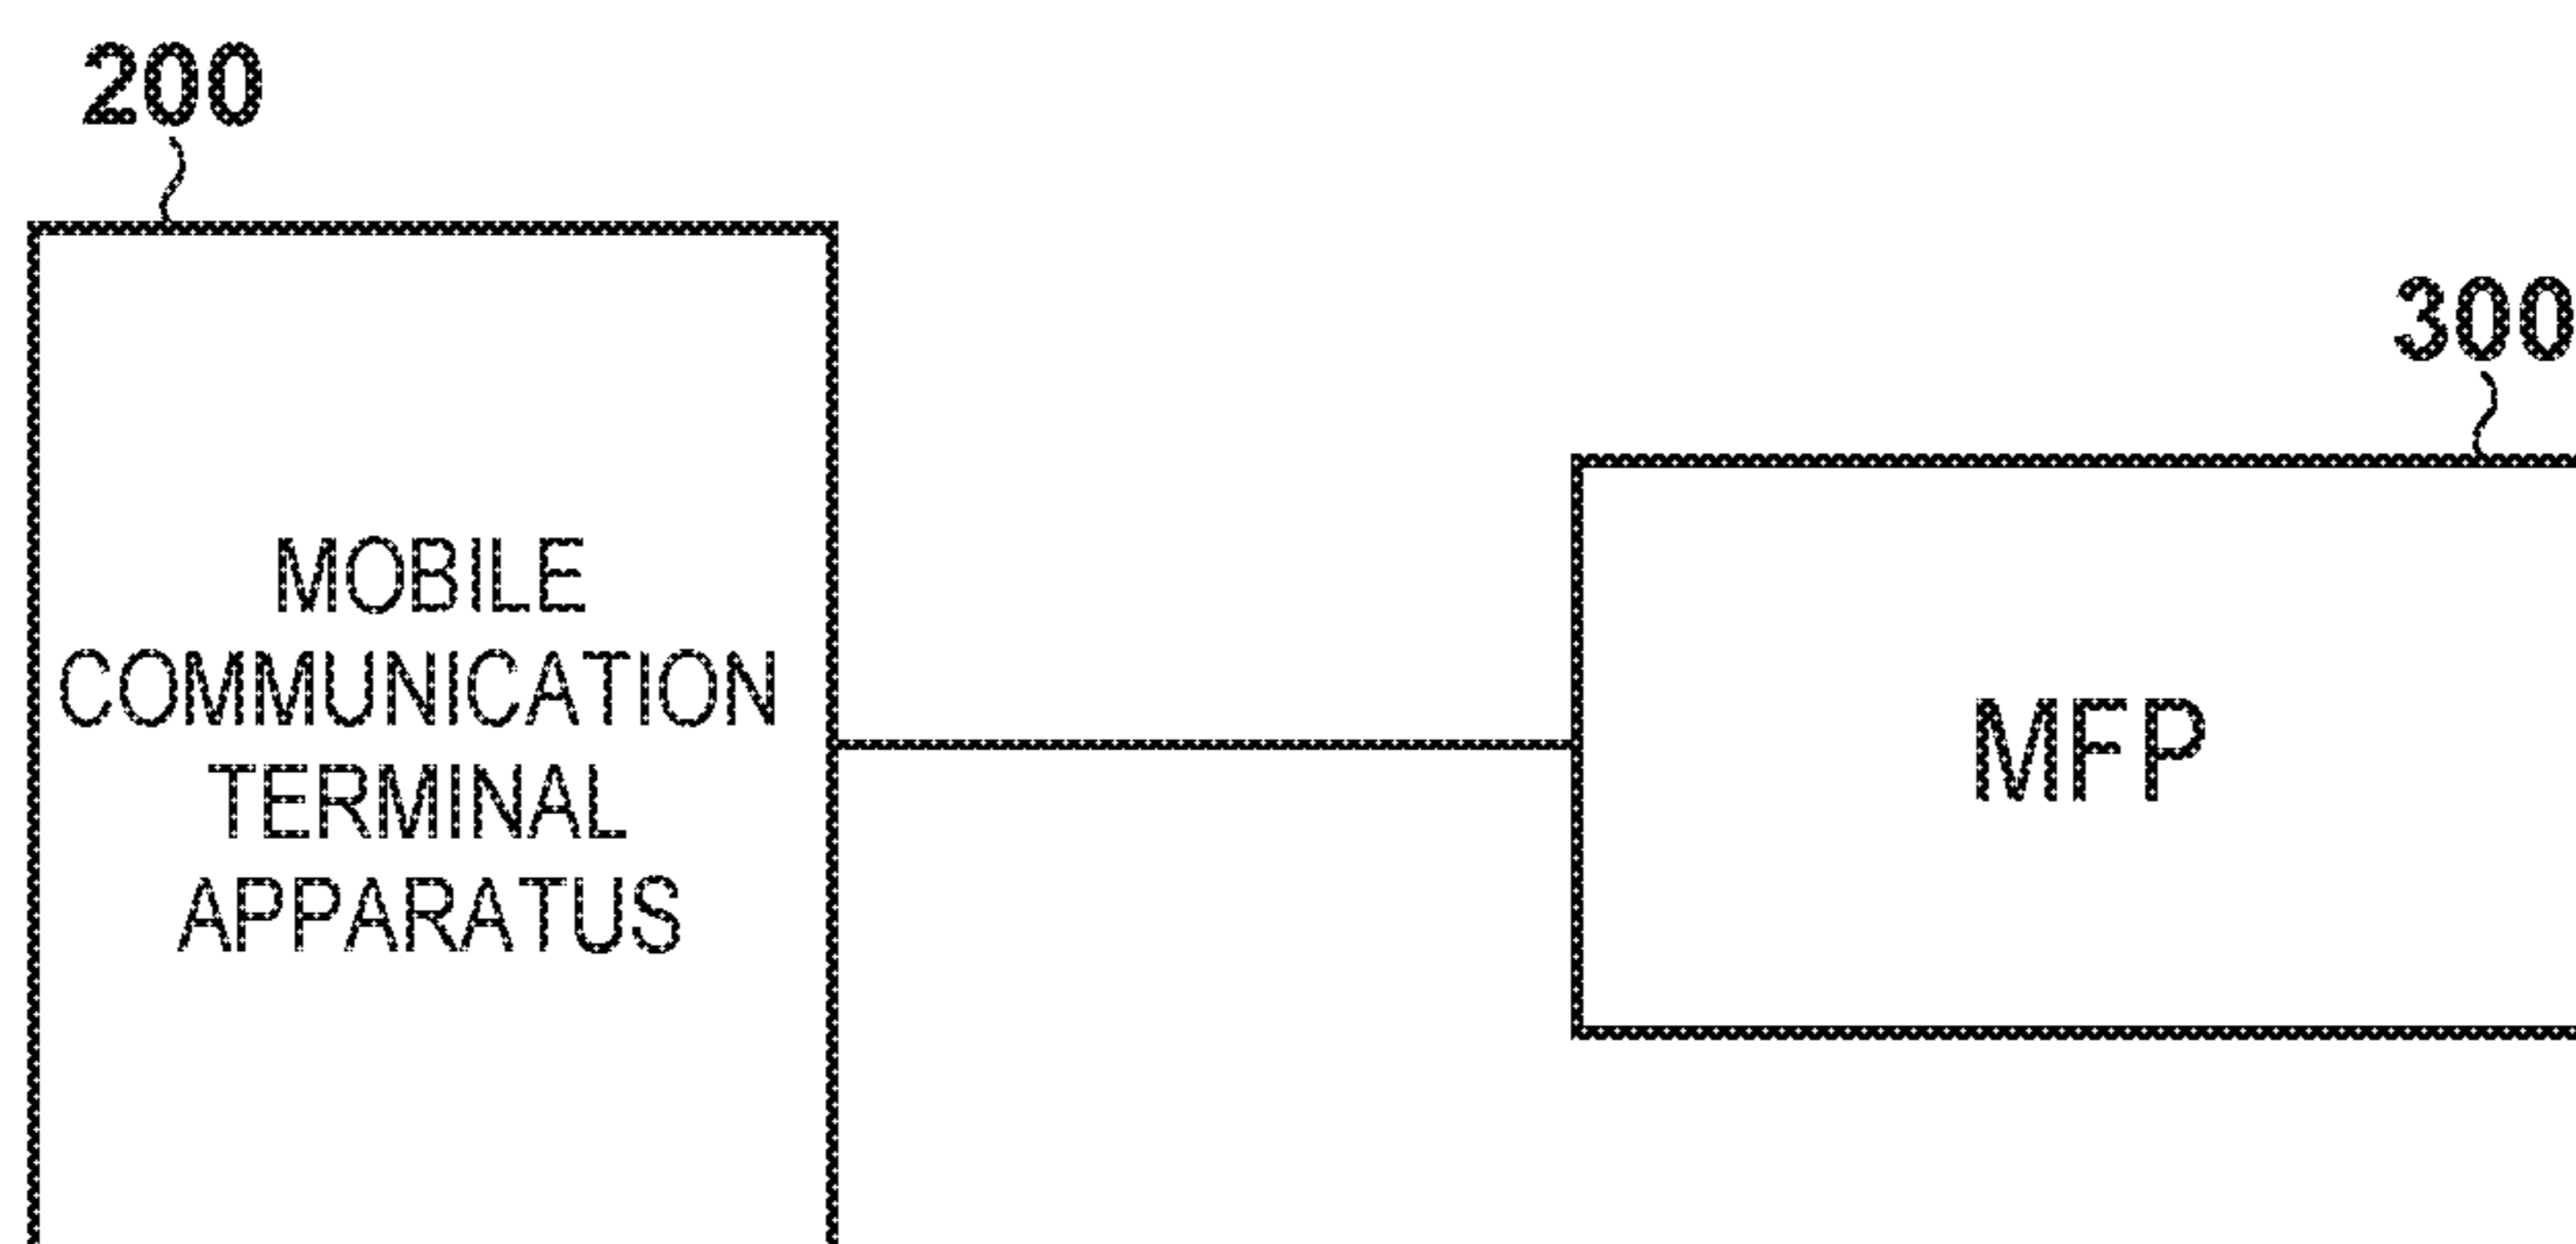 200
300
MOBILE
COMMUNICATION
TERMINAL
APPARATUS
MFP